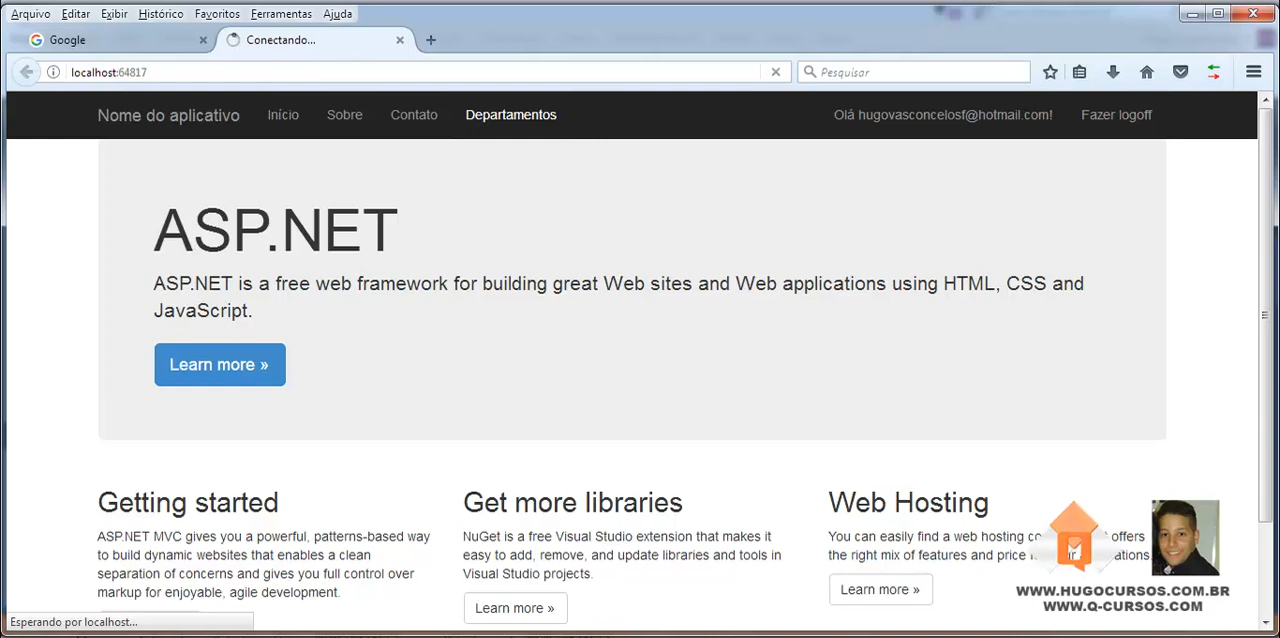 Arquivo Editar Exibir Histórico Favoritos Ferramentas Ajuda
Google
Conectando...
localhost:64817
Pesquisar
Nome do aplicativo Início Sobre Contato Departamentos Olá hugovasconcelosf@hotmail.com! Fazer logoff
ASP.NET
ASP.NET is a free web framework for building great Web sites and Web applications using HTML, CSS and
JavaScript.
Learn more »
Getting started
ASP.NET MVC gives you a powerful, patterns-based way
to build dynamic websites that enables a clean
separation of concerns and gives you full control over
markup for enjoyable, agile development.
Get more libraries
NuGet is a free Visual Studio extension that makes it
easy to add, remove, and update libraries and tools in
Visual Studio projects.
Learn more »
Web Hosting
You can easily find a web hosting offers
the right mix of features and price
Learn more »
WWW.HUGOCURSOS.COM.BR
WWW.Q-CURSOS.COM
Esperando por localhost...